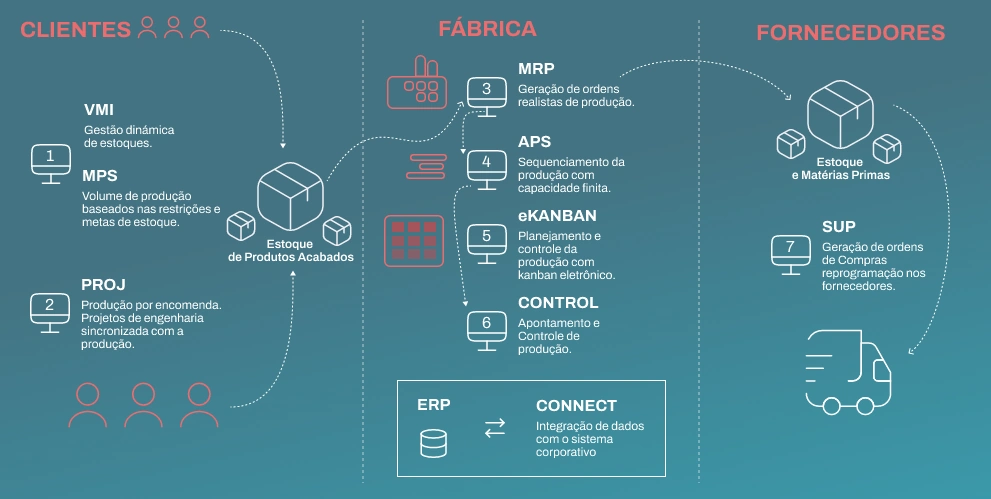 CLIENTES
VMI
Gestão dinámica
de estoques.
1
MPS
Volume de produção
baseados nas restrições e
metas de estoque.
Estoque
de Produtos Acabados
PROJ
2
Produção por encomenda.
Projetos de engenharia
sincronizada com a
produção.
FÁBRICA
MRP
3
Geração de ordens
realistas de produção.
APS
4
Sequenciamento da
produção com
capacidade finita.
eKANBAN
5
Planejamento e
controle da
produção com
kanban eletrônico.
CONTROL
6
Apontamento e
Controle de
produção.
ERP
CONNECT
Integração de dados
com o sistema
corporativo
FORNECEDORES
Estoque
e Matérias Primas
SUP
7
Geração de ordens
de Compras
reprogramação nos
fornecedores.